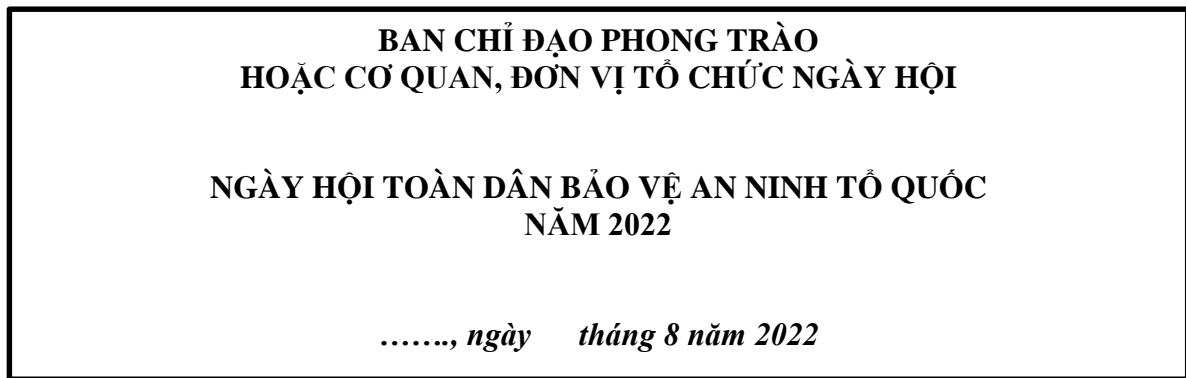 BAN CHỈ ĐẠO PHONG TRÀO
HOẶC CƠ QUAN, ĐƠN VỊ TỔ CHỨC NGÀY HỘI
NGÀY HỘI TOÀN DÂN BẢO VỆ AN NINH TỔ QUỐC
NĂM 2022
……., ngày tháng 8 năm 2022